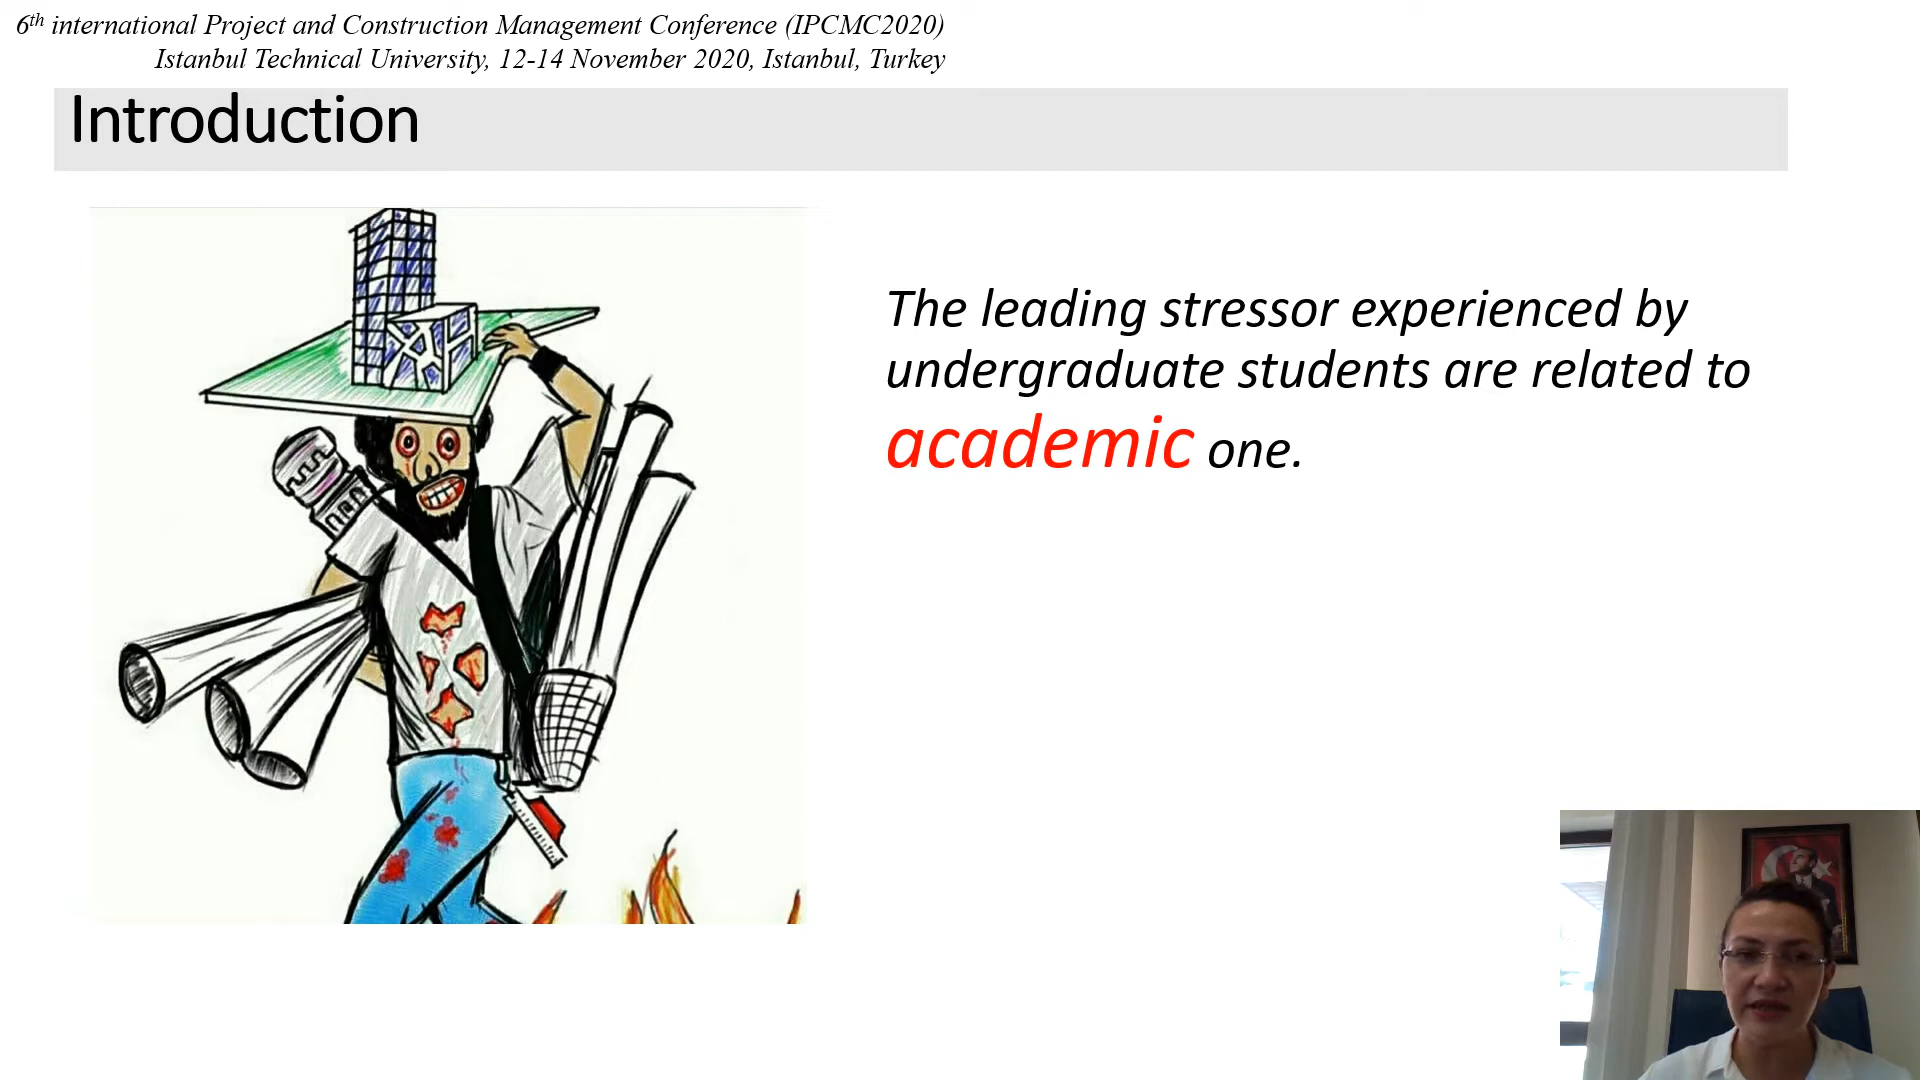 6th international Project and Construction Management Conference (IPCMC2020)
Istanbul Technical University, 12-14 November 2020, Istanbul, Turkey
Introduction
The leading stressor experienced by
undergraduate students are related to
academic one.